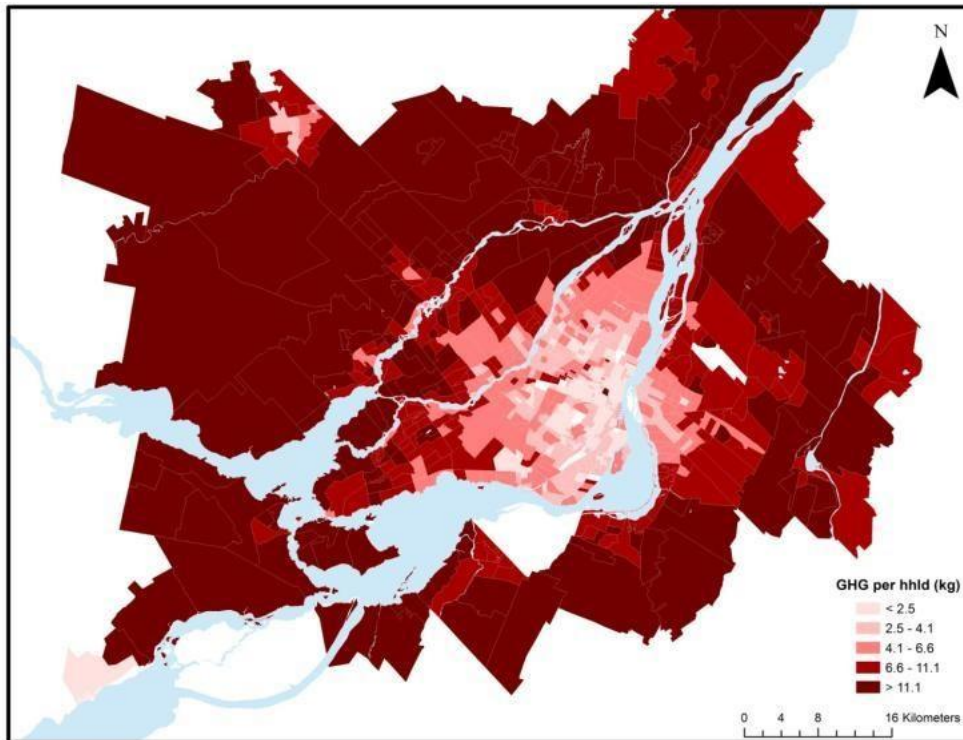 N
GHG per hhld (kg)
< 2.5
2.5 - 4.1
4.1 - 6.6
6.6 - 11.1
> 11.1
0 4 8 16 Kilometers